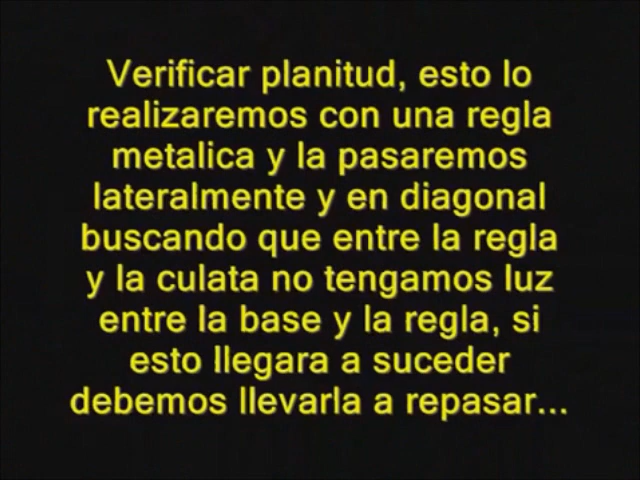 Verificar planitud, esto lo
realizaremos con una regla
metalica y la pasaremos
lateralmente y en diagonal
buscando que entre la regla
y la culata no tengamos luz
entre la base y la regla, si
esto llegara a suceder
debemos llevarla a repasar...